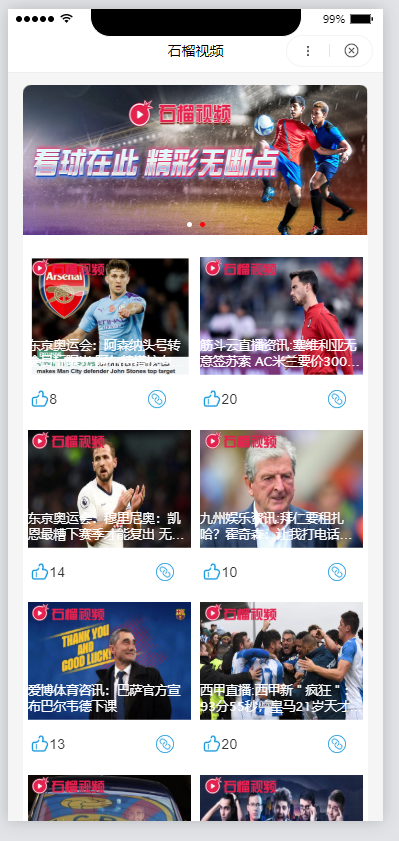 99%
石榴视频
石榴视频
看球在此 精彩无断点
石榴视频
Arsenal
东京奥运会：阿森纳头号转
makes Man City defender John Stones top target
8
石榴视频
筋斗云直播资讯:塞维利亚无
意签苏索 AC米兰要价300...
20
石榴视频
东京奥运会：穆里尼奥：凯
恩最糟下赛季才能复出 无...
14
石榴视频
九州娱乐资讯:拜仁要租扎
哈？霍奇森：让我打电话...
10
石榴视频
THANK YOU
AND
GOOD LUCK!
爱博体育咨讯：巴萨官方宣
布巴尔韦德下课
13
石榴视频
西甲直播:西甲新＂疯狂＂:
93分55秒 皇马21岁天才
20
石榴视频
石榴视频